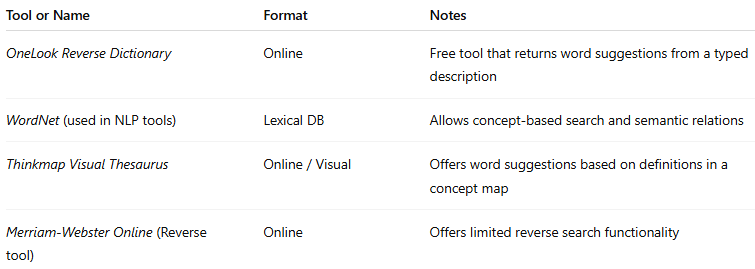 Tool or Name Format Notes
OneLook Reverse Dictionary Online Free tool that returns word suggestions from a typed
description
WordNet (used in NLP tools) Lexical DB Allows concept-based search and semantic relations
Thinkmap Visual Thesaurus Online / Visual Offers word suggestions based on definitions in a
concept map
Merriam-Webster Online (Reverse Online Offers limited reverse search functionality
tool)